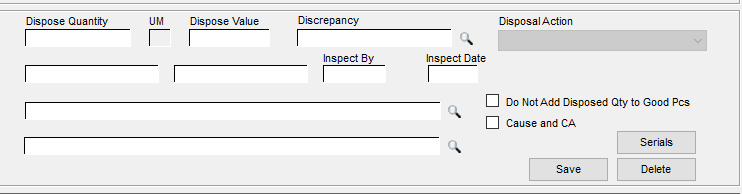 Dispose Quantity UM Dispose Value Discrepancy Disposal Action
Inspect By Inspect Date
Do Not Add Disposed Qty to Good Pcs
Cause and CA
Serials
Save Delete